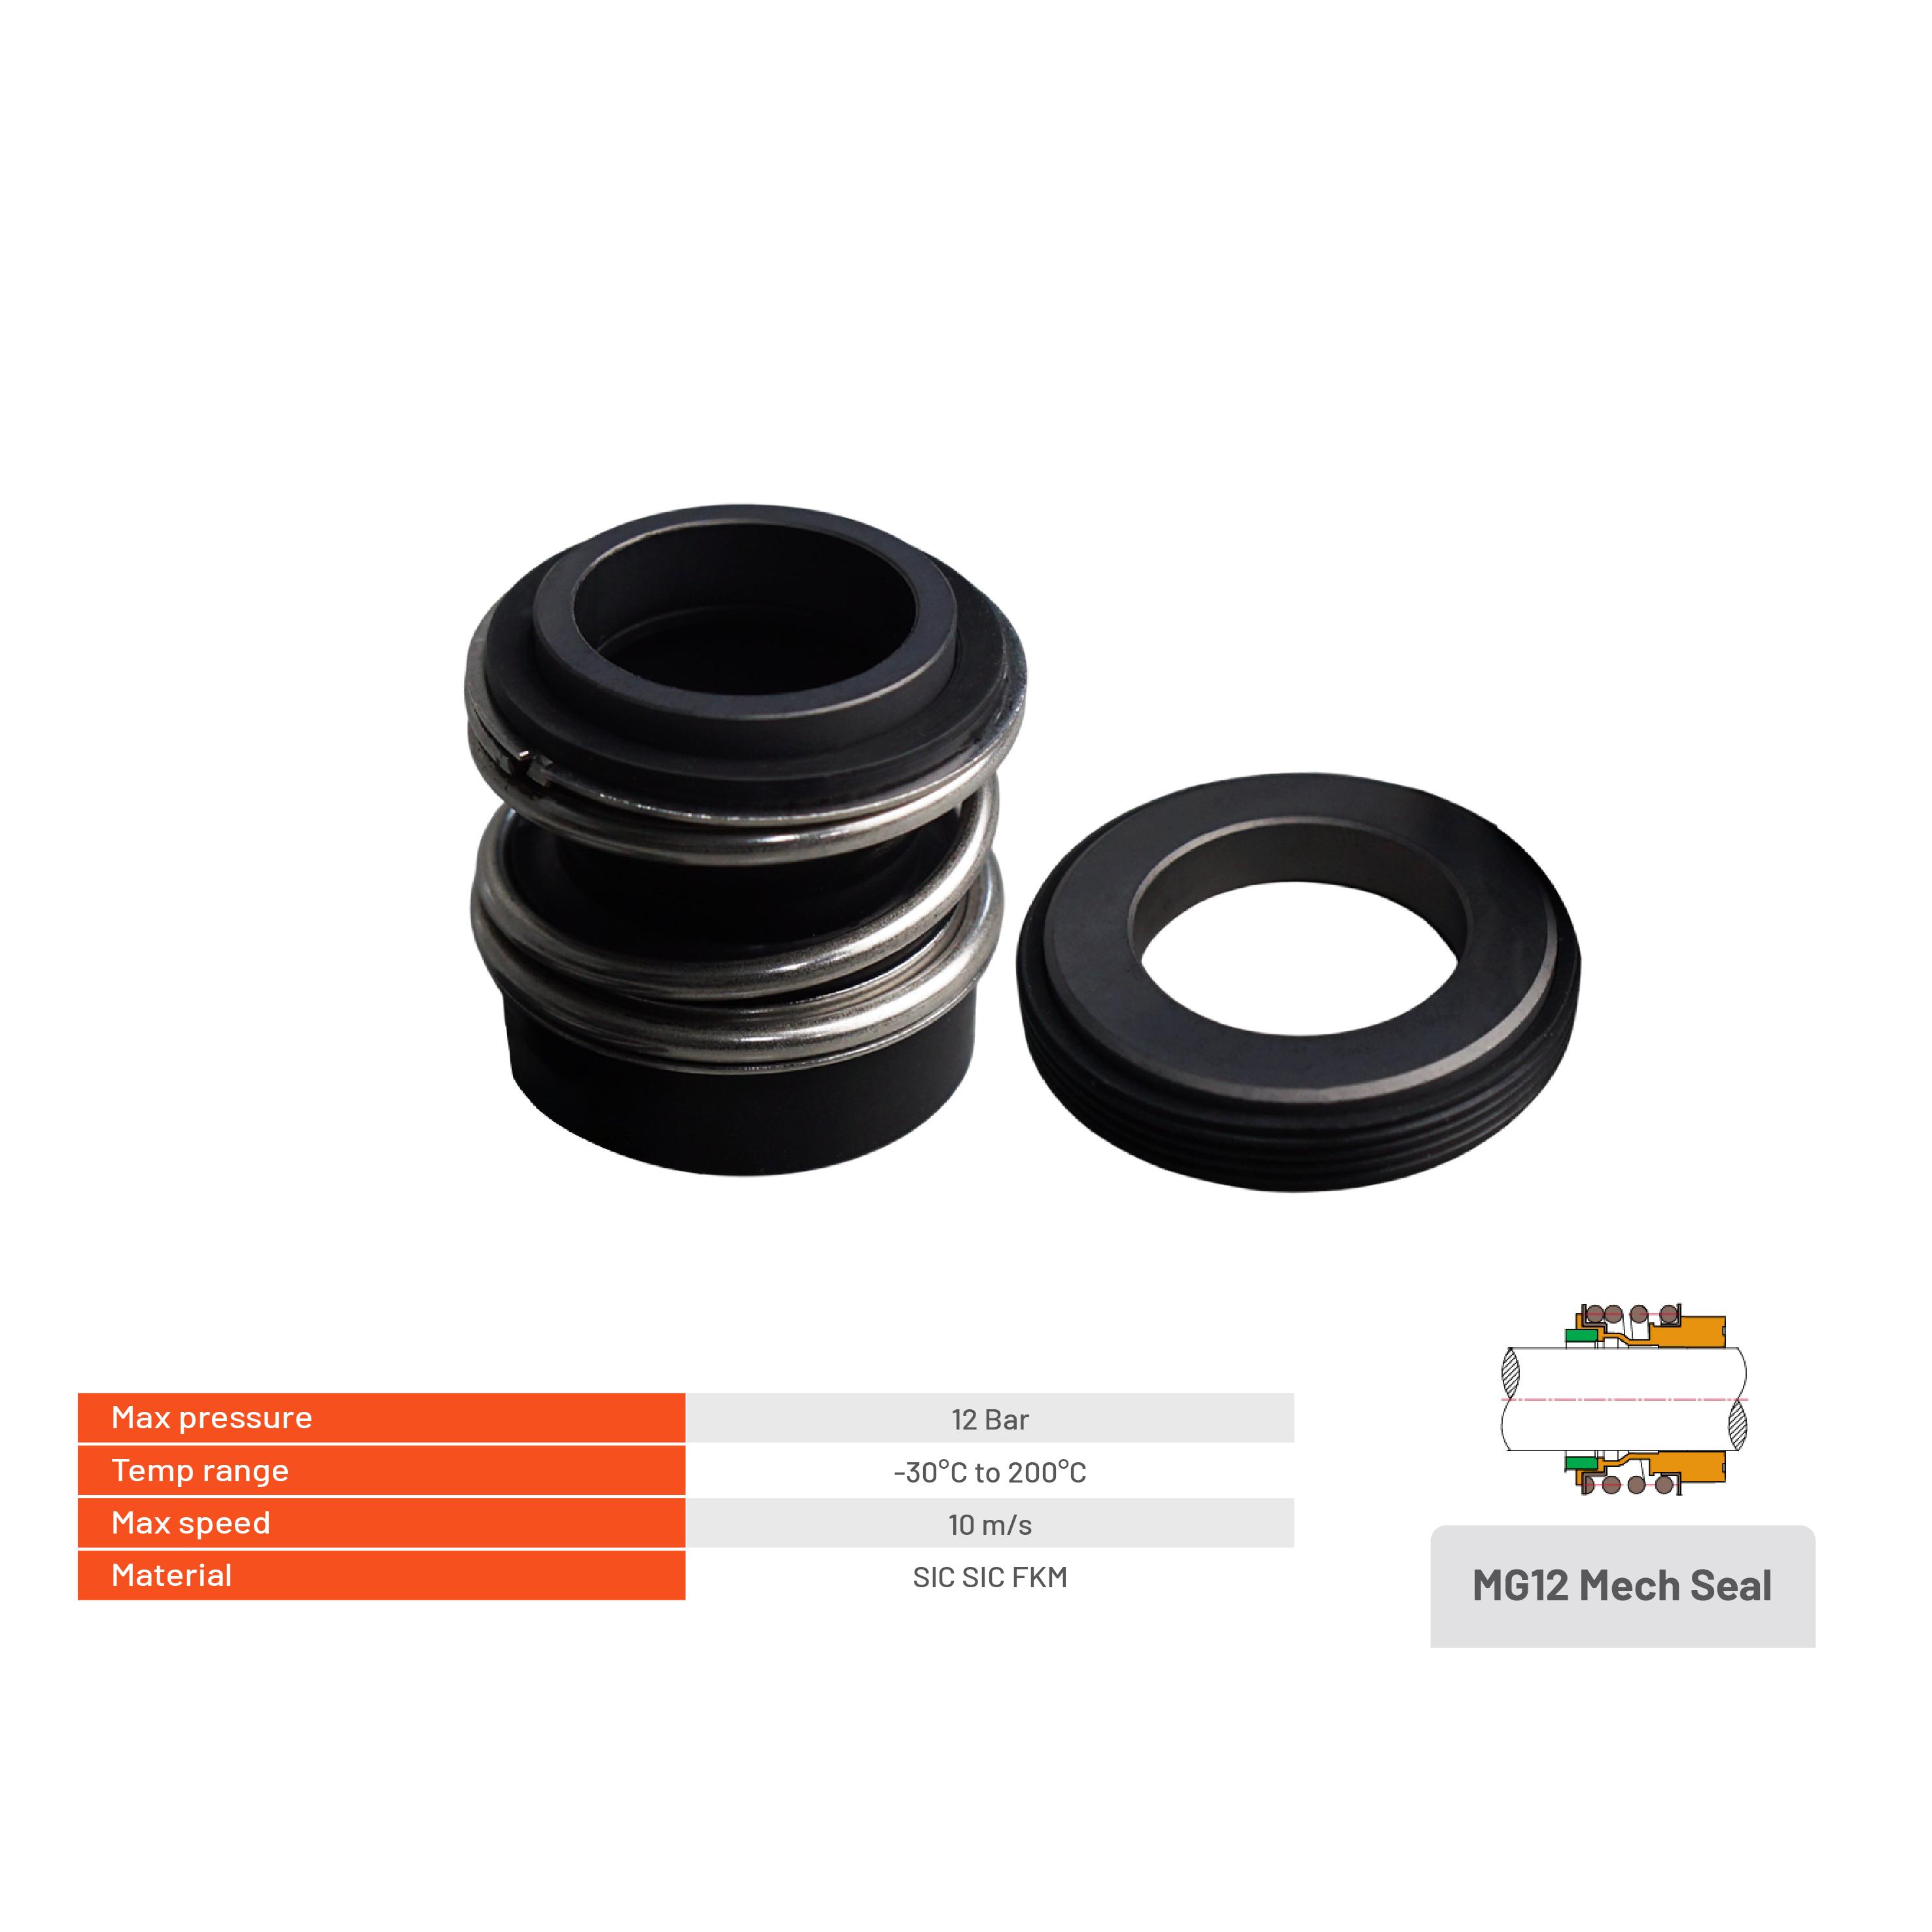 Max pressure 12 Bar
Temp range -30°C to 200°C
Max speed 10 m/s
Material SIC SIC FKM
MG12 Mech Seal